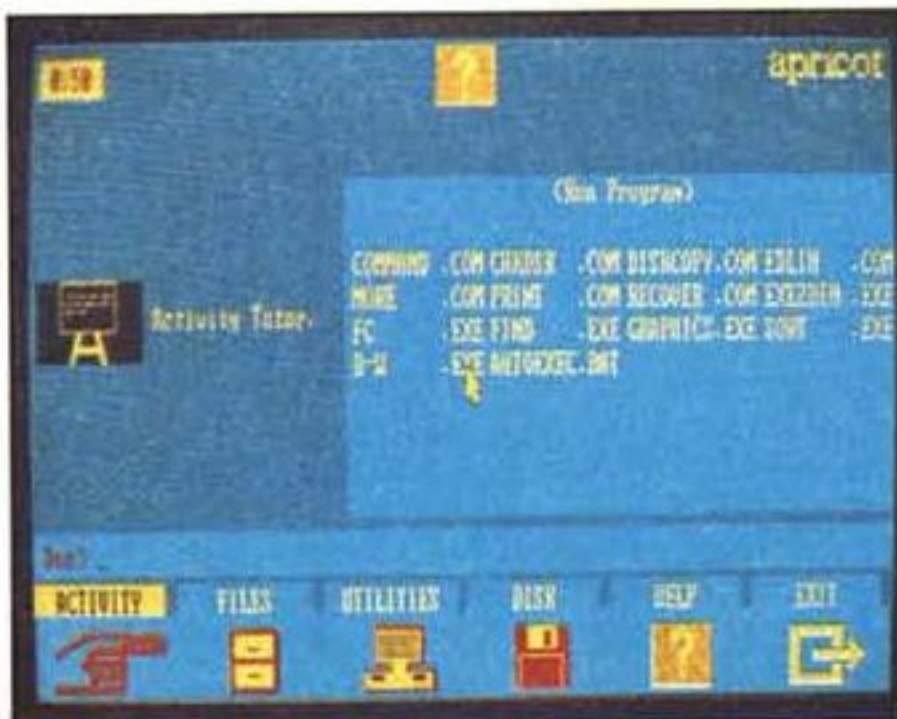 apricot
(Run Program)
COMMAND .COM CHKDSK .COM DISKCOPY.COM EDLIN .COM
MORE .COM PRINT .COM RECOVER .COM EXE2BIN .EXE
FC .EXE FIND .EXE GRAPHICS.EXE SORT .EXE
Activity Tutor.
.EXE AUTOEXEC.BAT
ACTIVITY FILES UTILITIES DISK HELP EXIT